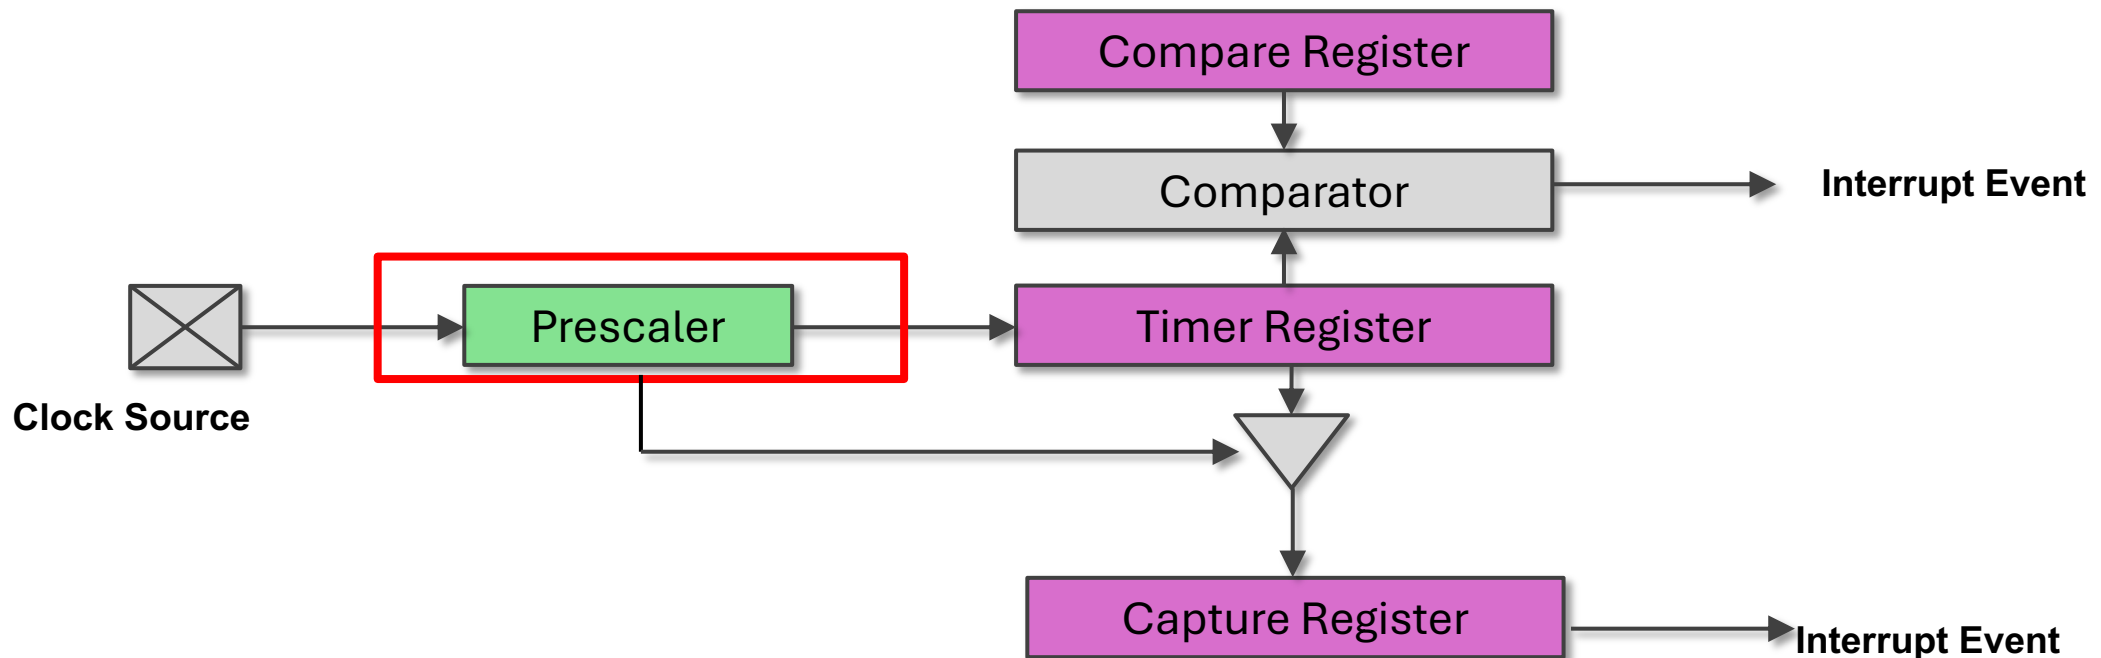 Compare Register
Comparator
Interrupt Event
Prescaler
Timer Register
Clock Source
Capture Register
Interrupt Event